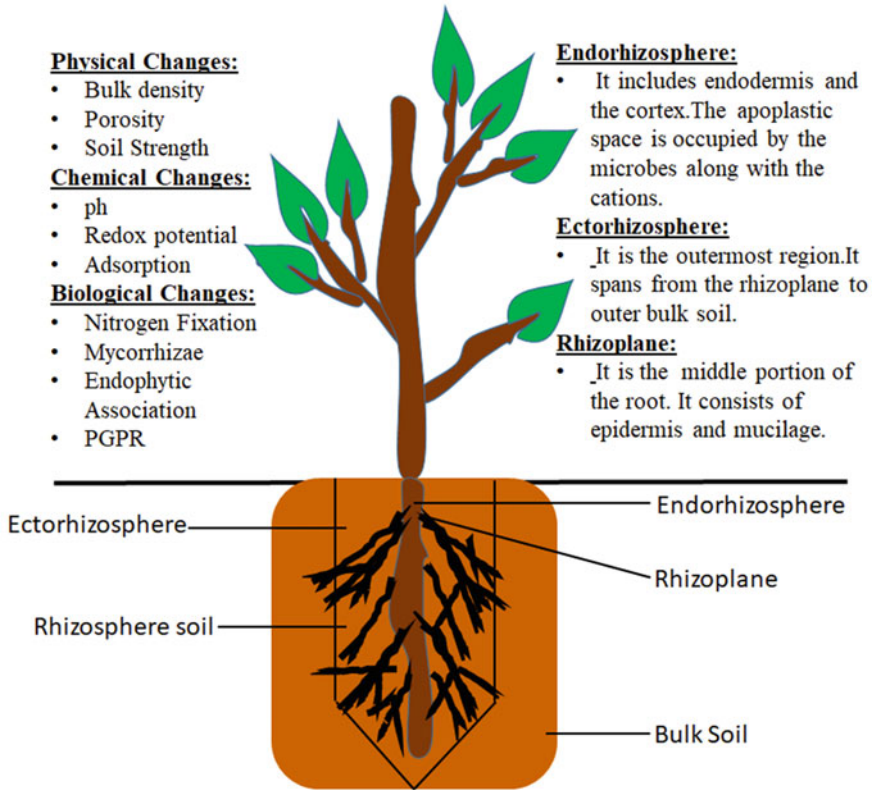 Physical Changes:
• Bulk density
• Porosity
• Soil Strength
Chemical Changes:
• ph
• Redox potential
• Adsorption
Biological Changes:
• Nitrogen Fixation
• Mycorrhizae
• Endophytic
Association
• PGPR
Endorhizosphere:
• It includes endodermis and
the cortex.The apoplastic
space is occupied by the
microbes along with the
cations.
Ectorhizosphere:
• It is the outermost region.It
spans from the rhizoplane to
outer bulk soil.
Rhizoplane:
• It is the middle portion of
the root. It consists of
epidermis and mucilage.
Ectorhizosphere
Rhizosphere soil
Endorhizosphere
Rhizoplane
Bulk Soil